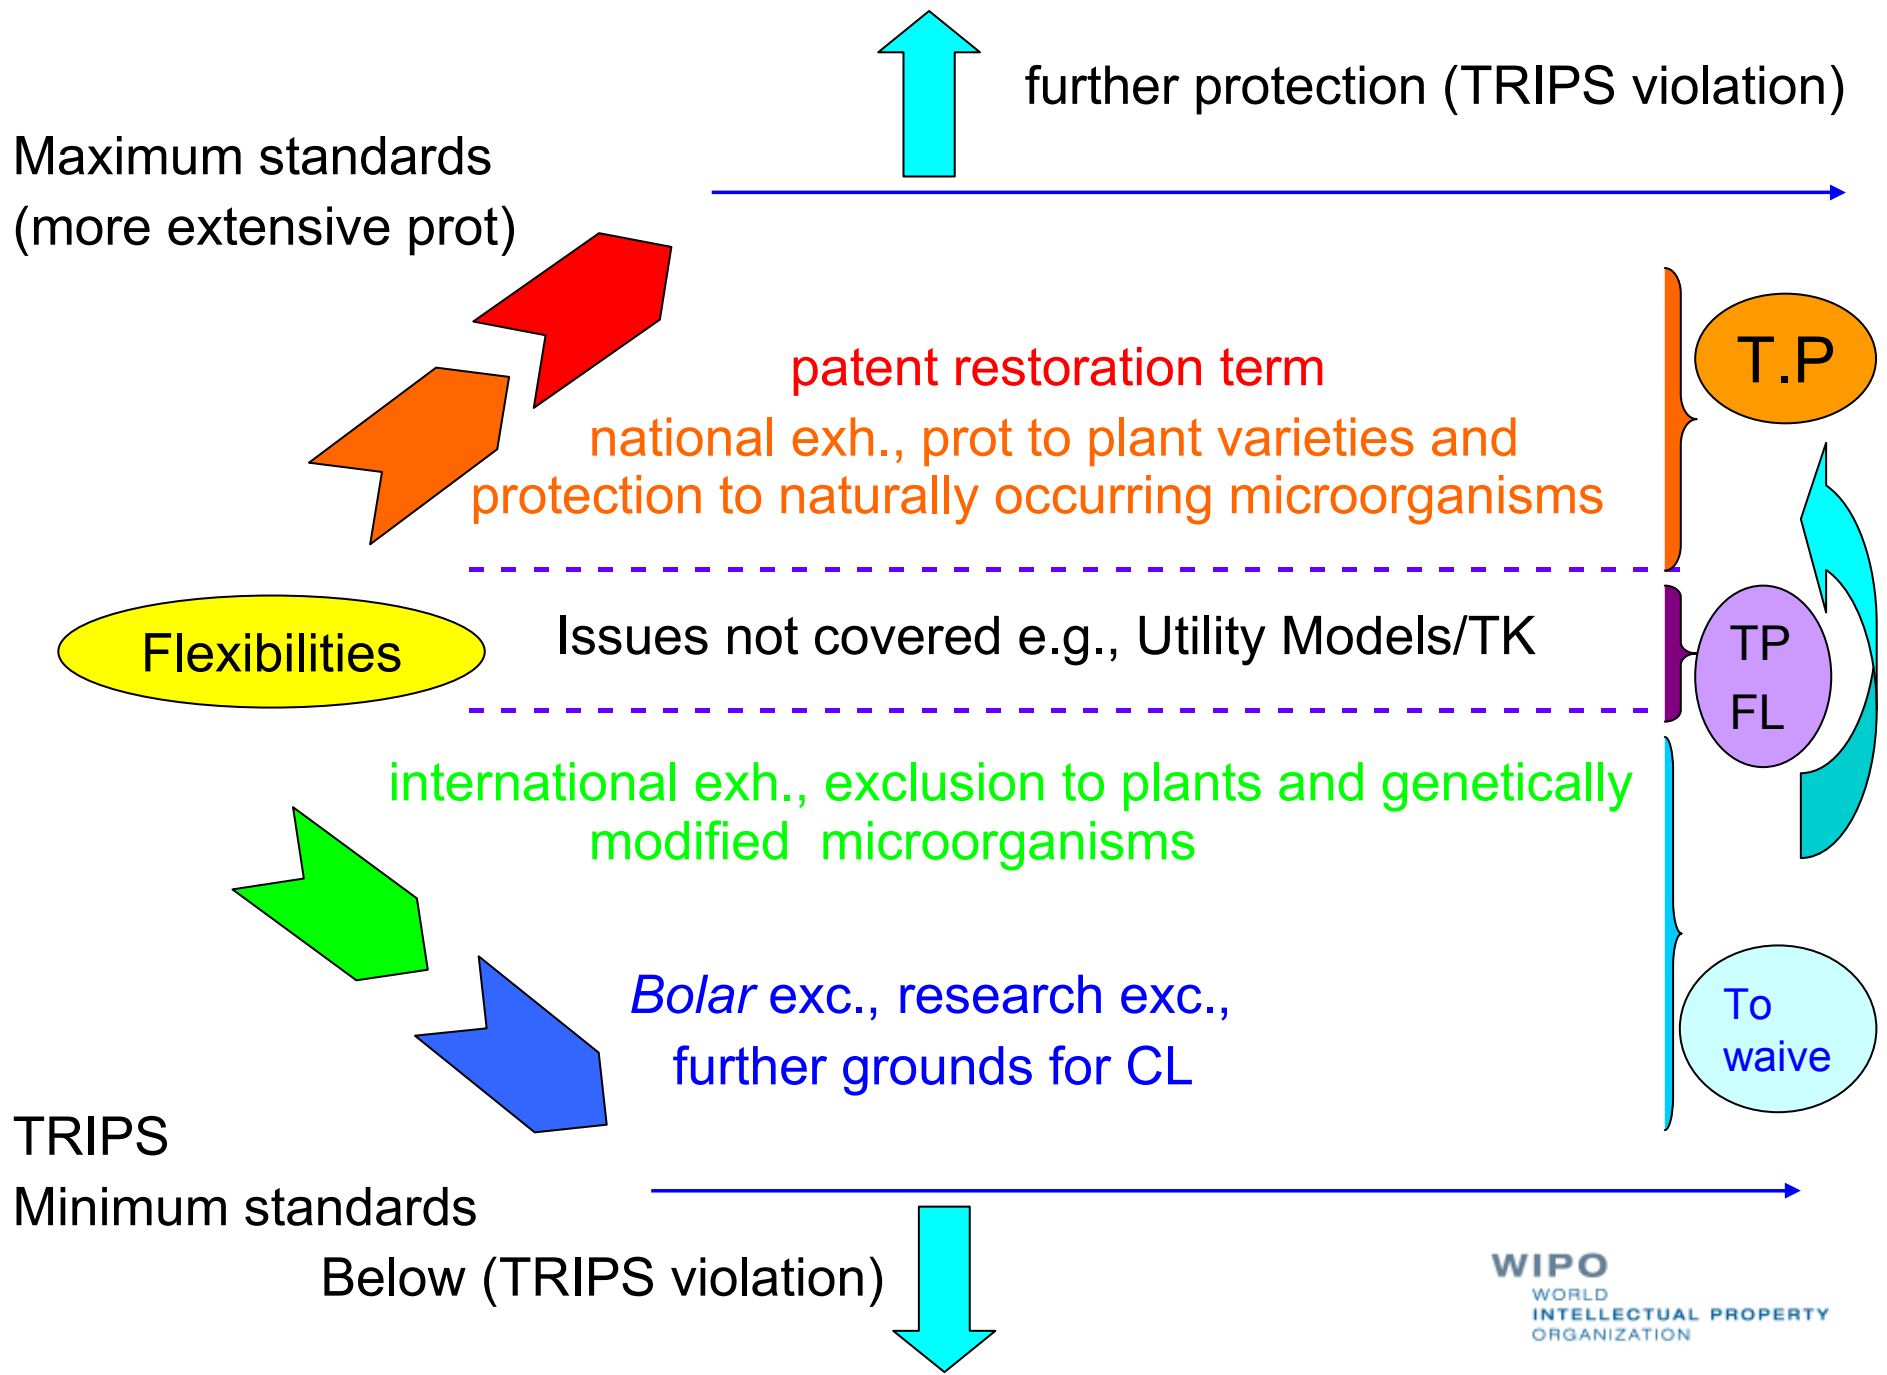 further protection (TRIPS violation)
Maximum standards
(more extensive prot)
patent restoration term
T.P
national exh., prot to plant varieties and
protection to naturally occurring microorganisms
Flexibilities
Issues not covered e.g., Utility Models/TK
TP
FL
international exh., exclusion to plants and genetically
modified  microorganisms
Bolar exc., research exc.,
further grounds for CL
To
waive
TRIPS
Minimum standards
Below (TRIPS violation)
WIPO
WORLD
INTELLECTUAL PROPERTY
ORGANIZATION